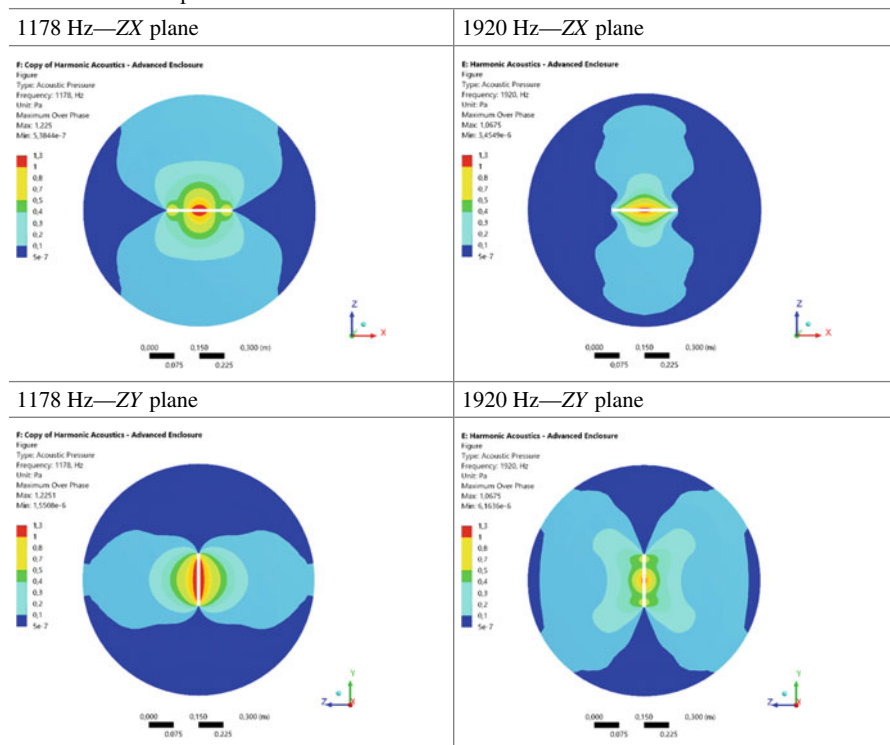 1178 Hz—ZX plane
1920 Hz—ZX plane
F: Copy of Harmonic Acoustics - Advanced Enclosure
Figure
Type: Acoustic Pressure
Frequency: 1178, Hz
Unit: Pa
Maximum Over Phase
Max: 1,225
Min: 5,3844e-7
1,3
1
0,8
0,7
0,5
0,4
0,3
0,2
0,1
5e-7
Z
X
0,000 0,150 0,300 (m)
0,075 0,225
E: Harmonic Acoustics - Advanced Enclosure
Figure
Type: Acoustic Pressure
Frequency: 1920, Hz
Unit: Pa
Maximum Over Phase
Max: 1,0675
Min: 3,4549e-6
1,3
1
0,8
0,7
0,5
0,4
0,3
0,2
0,1
5e-7
Z
X
0,000 0,150 0,300 (m)
0,075 0,225
1178 Hz—ZY plane
1920 Hz—ZY plane
F: Copy of Harmonic Acoustics - Advanced Enclosure
Figure
Type: Acoustic Pressure
Frequency: 1178, Hz
Unit: Pa
Maximum Over Phase
Max: 1,2251
Min: 1,5508e-6
1,3
1
0,8
0,7
0,5
0,4
0,3
0,2
0,1
5e-7
Y
Z
0,000 0,150 0,300 (m)
0,075 0,225
E: Harmonic Acoustics - Advanced Enclosure
Figure
Type: Acoustic Pressure
Frequency: 1920, Hz
Unit: Pa
Maximum Over Phase
Max: 1,0675
Min: 6,1636e-6
1,3
1
0,8
0,7
0,5
0,4
0,3
0,2
0,1
5e-7
Y
Z
0,000 0,150 0,300 (m)
0,075 0,225